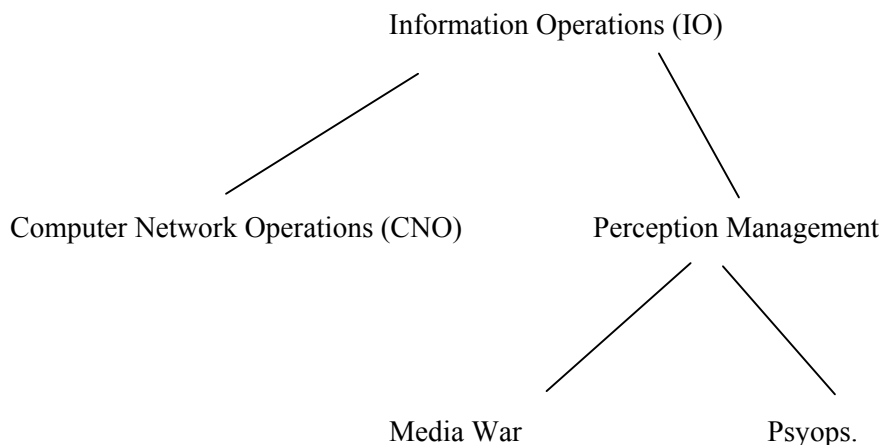 Information Operations (IO)
Computer Network Operations (CNO) Perception Management
Media War Psyops.